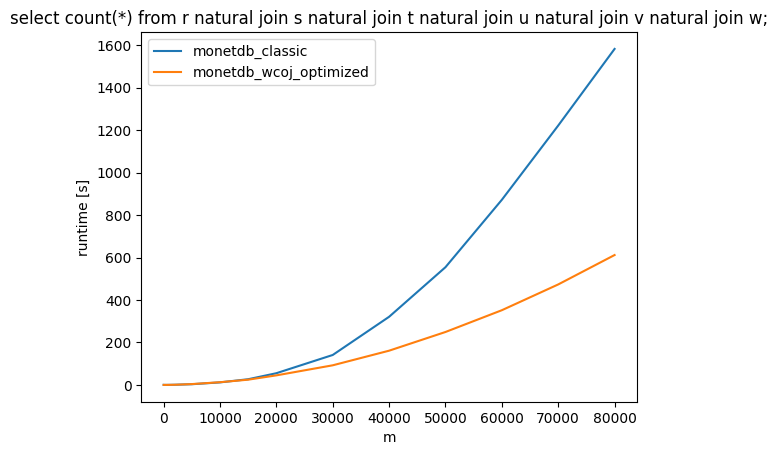 select count(*) from r natural join s natural join t natural join u natural join v natural join w;
monetdb_classic
monetdb_wcoj_optimized
1600
1400
1200
1000
800
600
400
200
0
runtime [s]
0 10000 20000 30000 40000 50000 60000 70000 80000
m